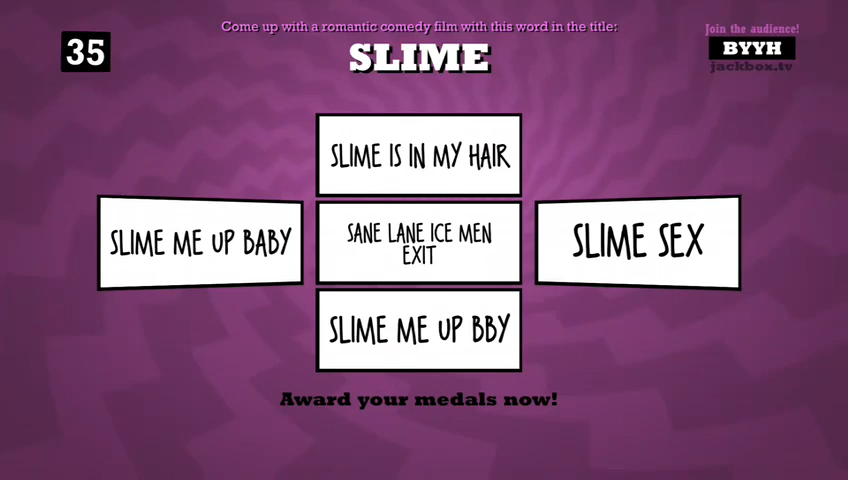 Come up with a romantic comedy film with this word in the title:
SLIME
35
Join the audience!
BYYH
jackbox.tv
SLIME IS IN MY HAIR
SLIME ME UP BABY
SANE LANE ICE MEN
EXIT
SLIME SEX
SLIME ME UP BBY
Award your medals now!